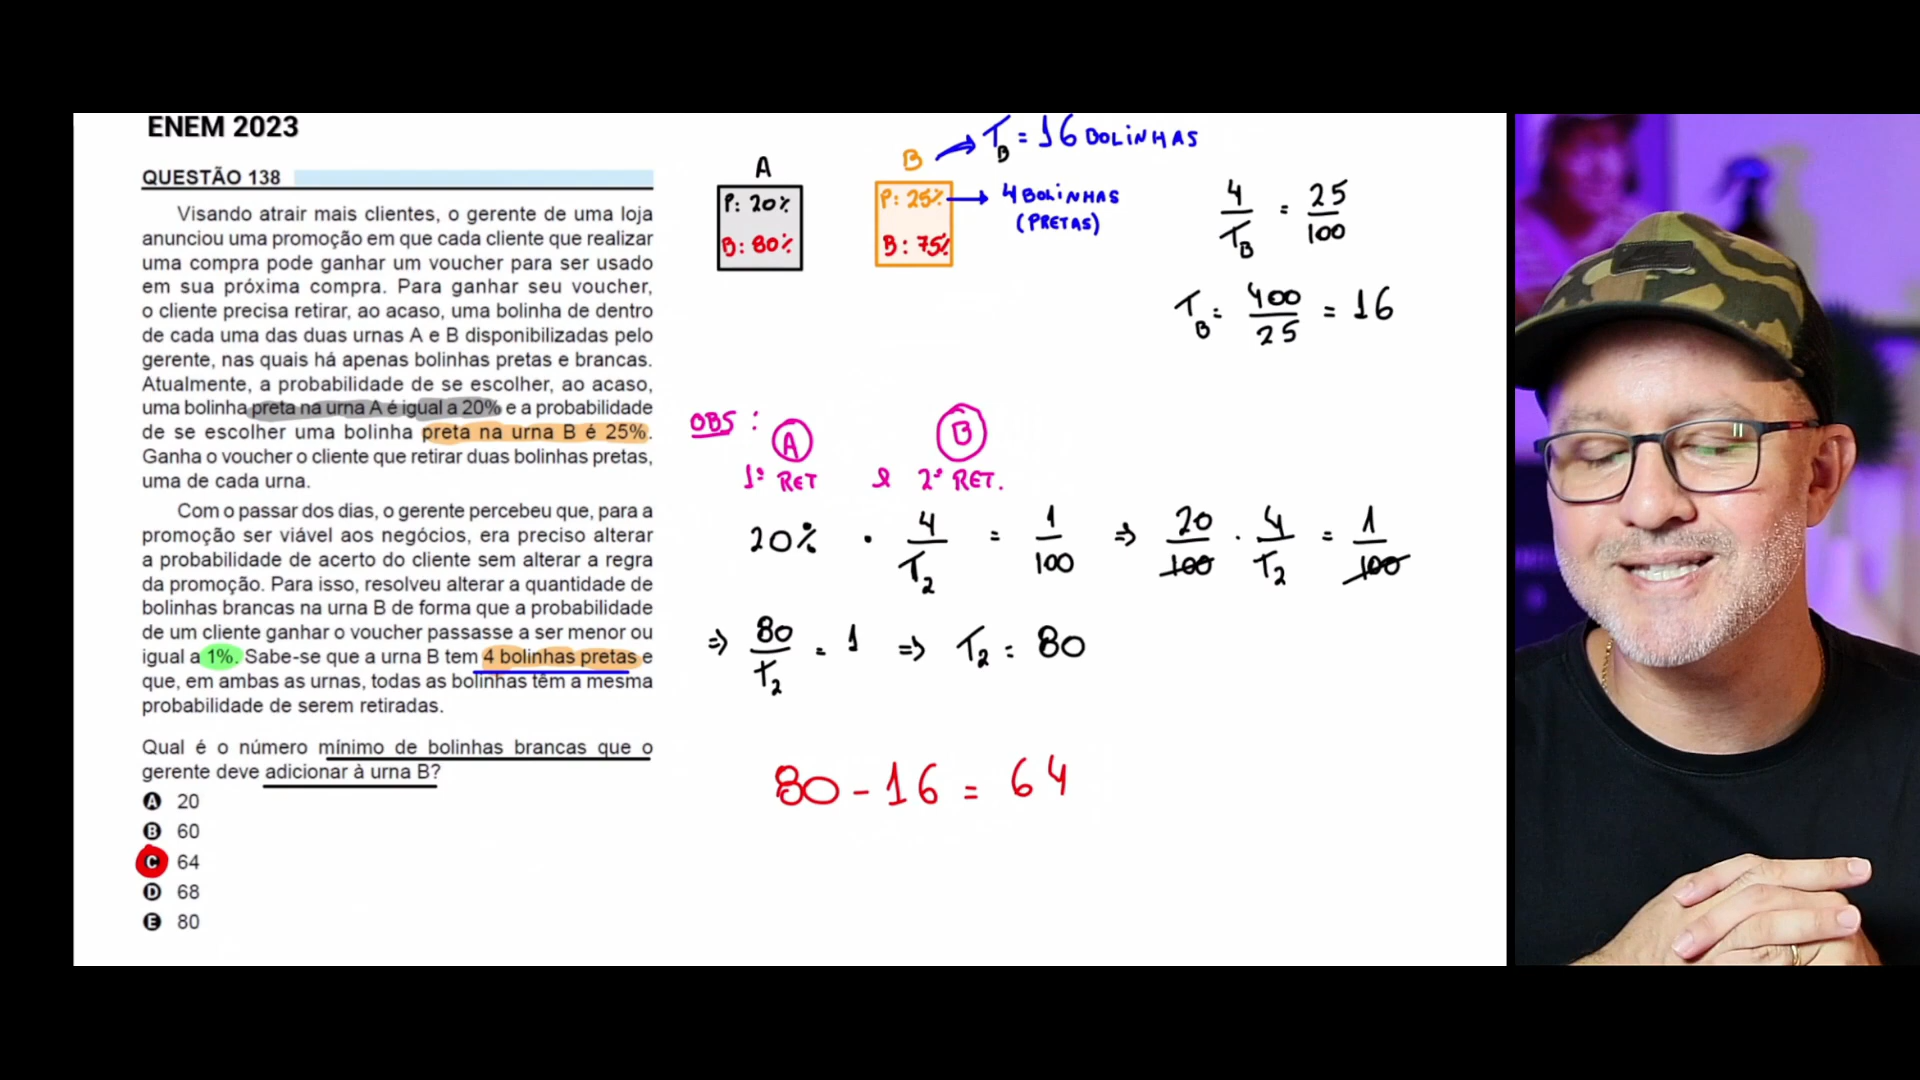 ENEM 2023
QUESTÃO 138
Visando atrair mais clientes, o gerente de uma loja
anunciou uma promoção em que cada cliente que realizar
uma compra pode ganhar um voucher para ser usado
em sua próxima compra. Para ganhar seu voucher,
o cliente precisa retirar, ao acaso, uma bolinha de dentro
de cada uma das duas urnas A e B disponibilizadas pelo
gerente, nas quais há apenas bolinhas pretas e brancas.
Atualmente, a probabilidade de se escolher, ao acaso,
uma bolinha preta na urna A é igual a 20% e a probabilidade
de se escolher uma bolinha preta na urna B é 25%.
Ganha o voucher o cliente que retirar duas bolinhas pretas,
uma de cada urna.
Com o passar dos dias, o gerente percebeu que, para a
promoção ser viável aos negócios, era preciso alterar
a probabilidade de acerto do cliente sem alterar a regra
da promoção. Para isso, resolveu alterar a quantidade de
bolinhas brancas na urna B de forma que a probabilidade
de um cliente ganhar o voucher passasse a ser menor ou
igual a 1%. Sabe-se que a urna B tem 4 bolinhas pretas e
que, em ambas as urnas, todas as bolinhas têm a mesma
probabilidade de serem retiradas.
Qual é o número mínimo de bolinhas brancas que o
gerente deve adicionar à urna B?
A 20
B 60
C 64
D 68
E 80
A
P: 20%
B: 80%
B
P: 25%
B: 75%
T_B = 16 BOLINHAS
4 BOLINHAS
(PRETAS)
4/T_B = 25/100
T_B = 400/25 = 16
OBS : A B
1ª RET e 2ª RET.
20% · 4/T_2 = 1/100 ⇒ 20/100 · 4/T_2 = 1/100
⇒ 80/T_2 = 1 ⇒ T_2 = 80
80 - 16 = 64